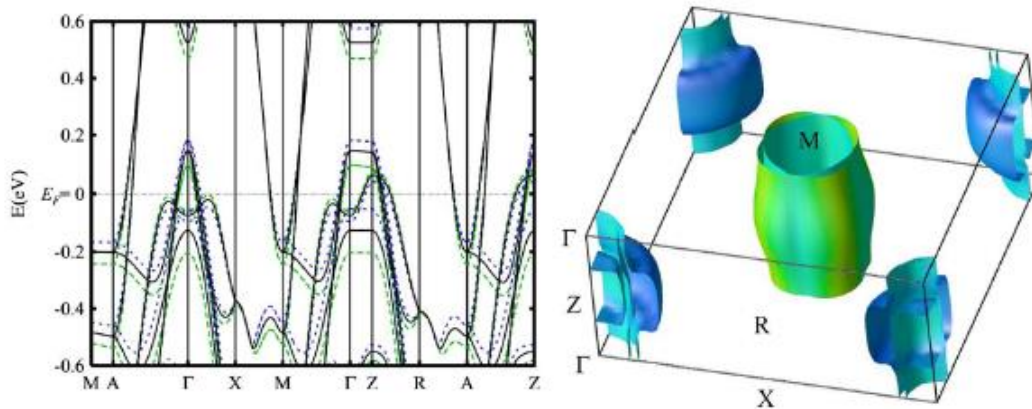 0.6
0.4
0.2
E_F= 0
-0.2
-0.4
-0.6
E(eV)
M A Γ X M Γ Z R A Z
M
Γ
Z
R
Γ
X